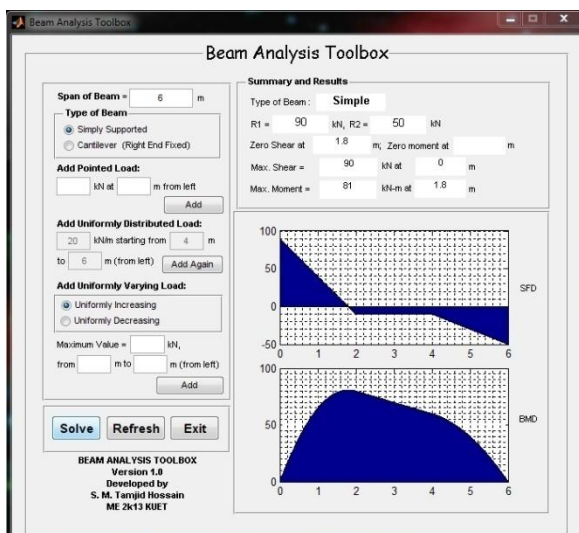 Beam Analysis Toolbox
Beam Analysis Toolbox
Span of Beam = 6 m
Type of Beam
Simply Supported
Cantilever (Right End Fixed)
Add Pointed Load:
kN at m from left
Add
Add Uniformly Distributed Load:
20 kN/m starting from 4 m
to 6 m (from left) Add Again
Add Uniformly Varying Load:
Uniformly Increasing
Uniformly Decreasing
Maximum Value = kN,
from m to m (from left)
Add
Solve Refresh Exit
BEAM ANALYSIS TOOLBOX
Version 1.0
Developed by
S. M. Tamjid Hossain
ME 2k13 KUET
Summary and Results
Type of Beam : Simple
R1 = 90 kN, R2 = 50 kN
Zero Shear at 1.8 m; Zero moment at m
Max. Shear = 90 kN at 0 m
Max. Moment = 81 kN-m at 1.8 m
100
50
0
-50
0 1 2 3 4 5 6
SFD
100
50
0
0 1 2 3 4 5 6
BMD